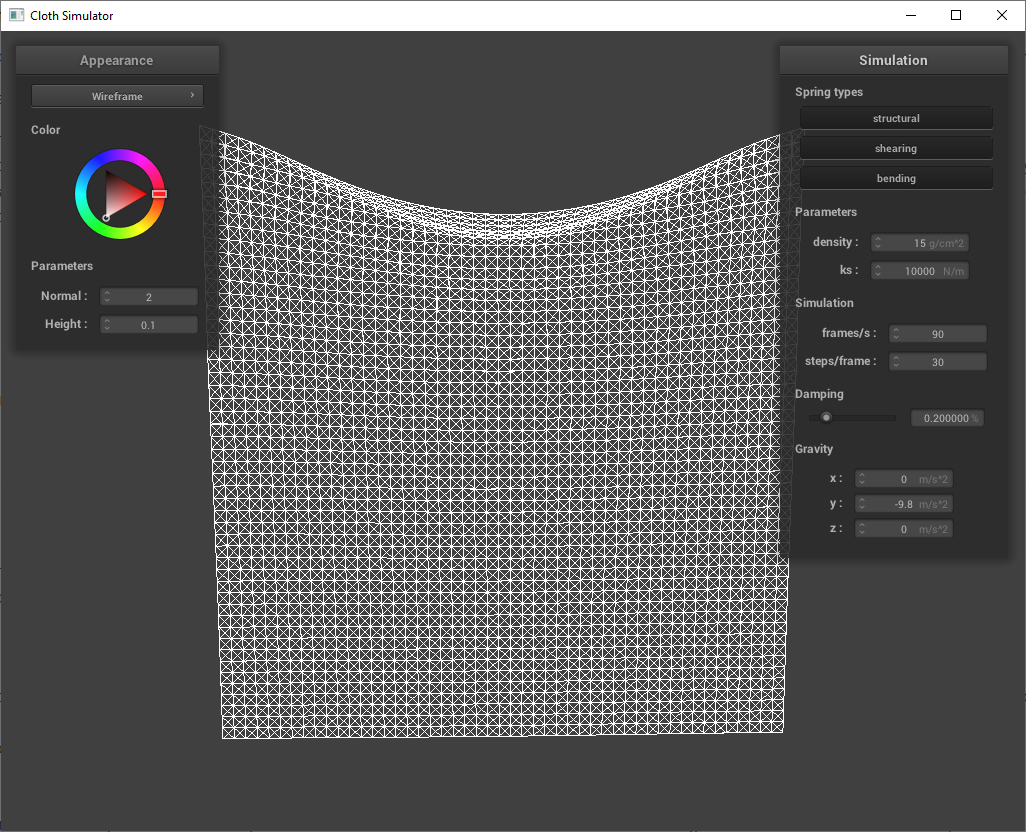 Cloth Simulator
Appearance
Wireframe
Color
Parameters
Normal : 2
Height : 0.1
Simulation
Spring types
structural
shearing
bending
Parameters
density : 15 g/cm^2
ks : 10000 N/m
Simulation
frames/s : 90
steps/frame : 30
Damping
0.200000 %
Gravity
x : 0 m/s^2
y : -9.8 m/s^2
z : 0 m/s^2